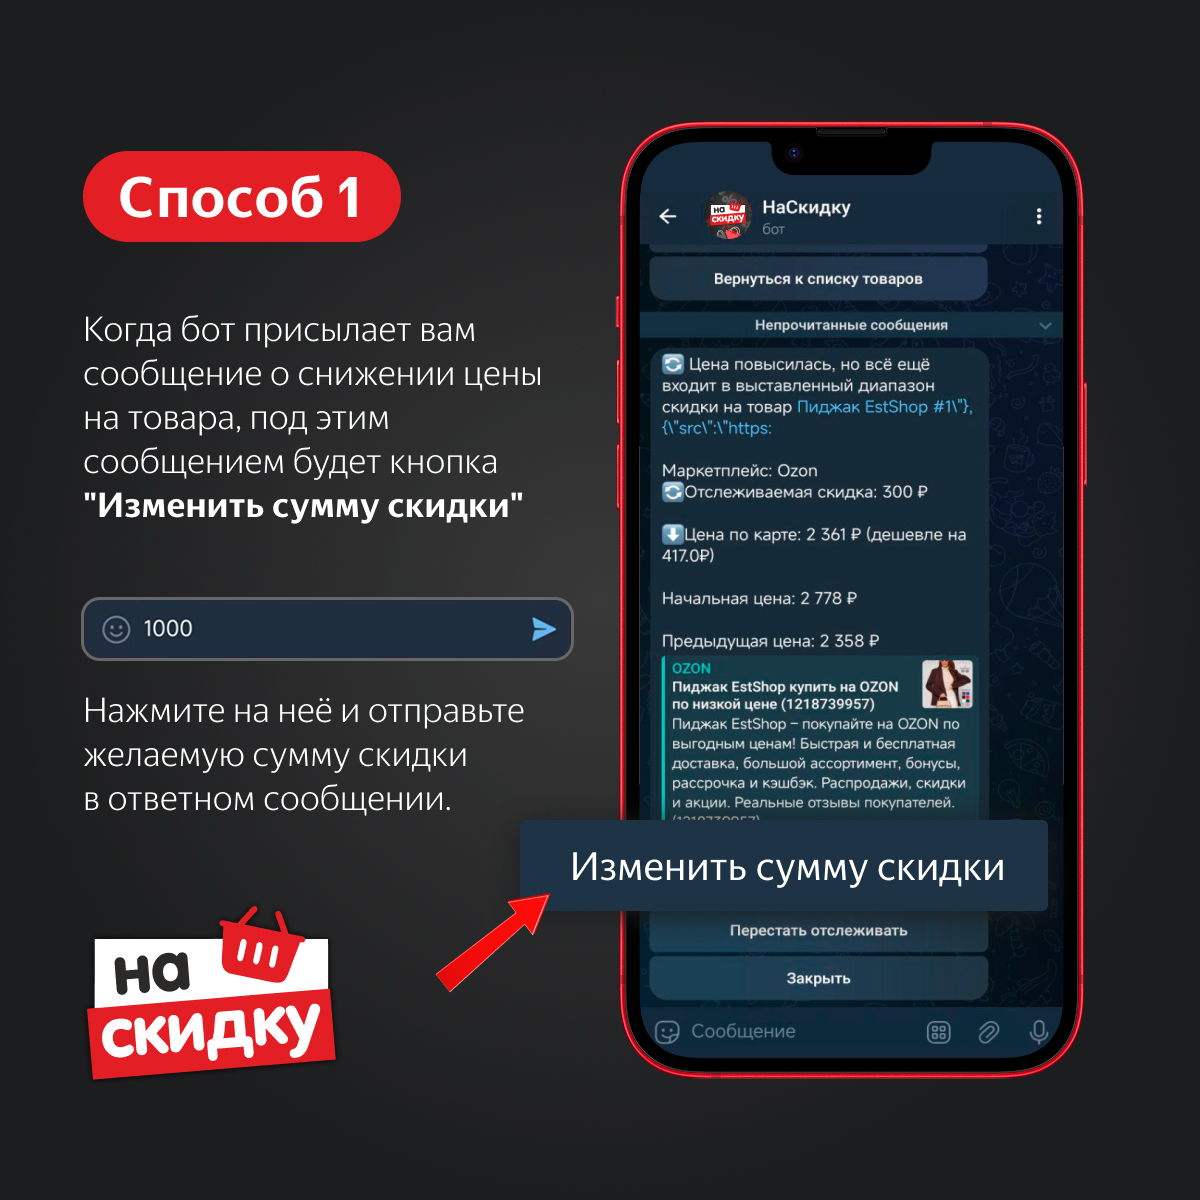 Способ 1
Когда бот присылает вам
сообщение о снижении цены
на товара, под этим
сообщением будет кнопка
"Изменить сумму скидки"
1000
Нажмите на неё и отправьте
желаемую сумму скидки
в ответном сообщении.
на
скидку
на
скидку
НаСкидку
бот
Вернуться к списку товаров
Непрочитанные сообщения
Цена повысилась, но всё ещё
входит в выставленный диапазон
скидки на товар Пиджак EstShop #1\"},
{\"src\":\"https:
Маркетплейс: Ozon
Отслеживаемая скидка: 300 ₽
Цена по карте: 2 361 ₽ (дешевле на
417.0₽)
Начальная цена: 2 778 ₽
Предыдущая цена: 2 358 ₽
OZON
Пиджак EstShop купить на OZON
по низкой цене (1218739957)
Пиджак EstShop – покупайте на OZON по
выгодным ценам! Быстрая и бесплатная
доставка, большой ассортимент, бонусы,
рассрочка и кэшбэк. Распродажи, скидки
и акции. Реальные отзывы покупателей.
(1218739957)
Изменить сумму скидки
Перестать отслеживать
Закрыть
Сообщение